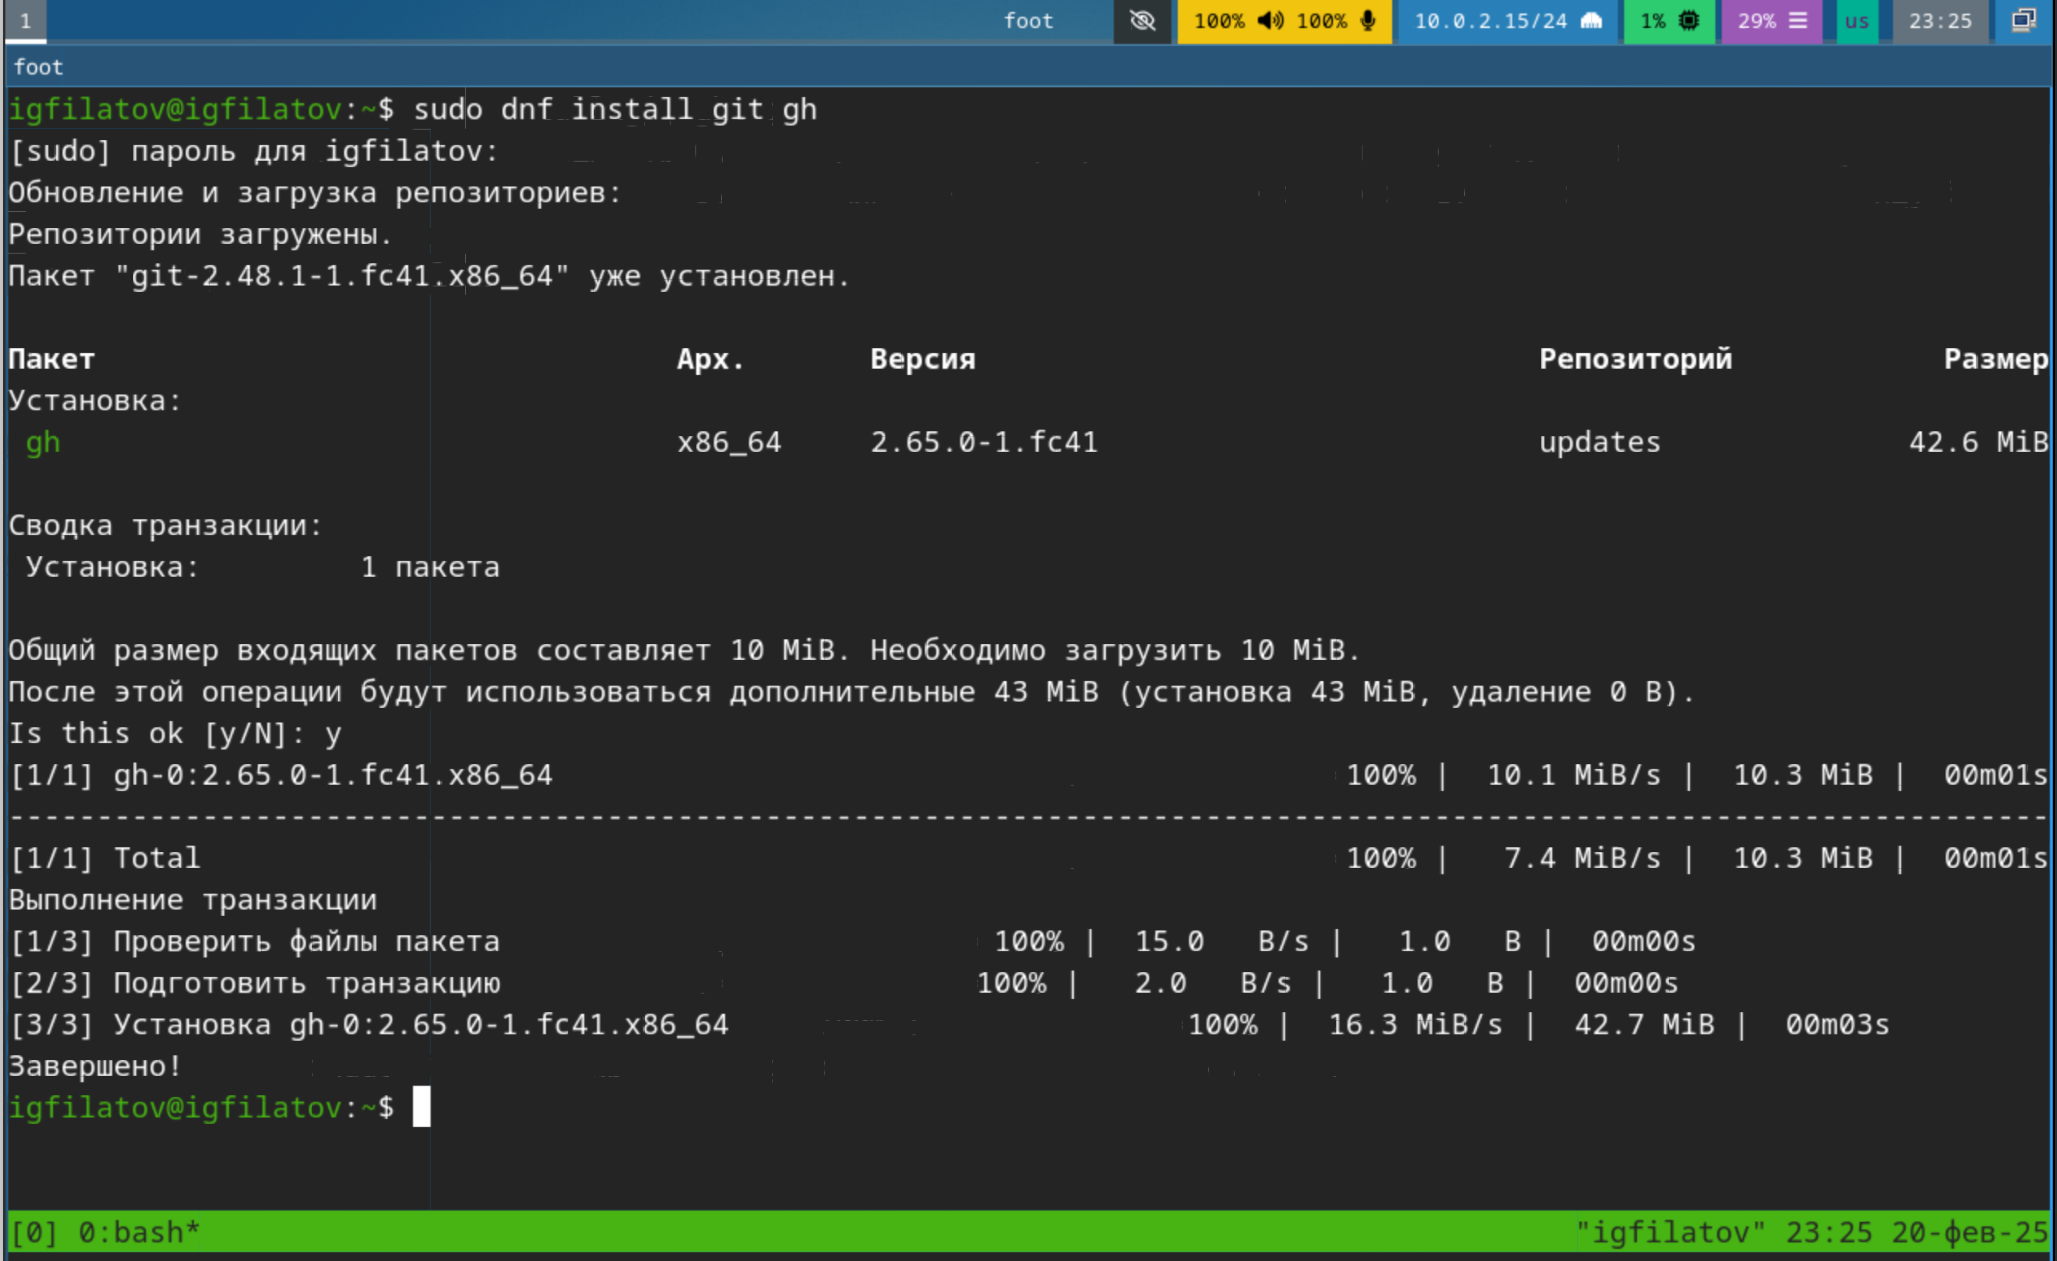 1 foot 100% 100% 10.0.2.15/24 1% 29% us 23:25
foot
igfilatov@igfilatov:~$ sudo dnf install git gh
[sudo] пароль для igfilatov:
Обновление и загрузка репозиториев:
Репозитории загружены.
Пакет "git-2.48.1-1.fc41.x86_64" уже установлен.
Пакет Арх. Версия Репозиторий Размер
Установка:
gh x86_64 2.65.0-1.fc41 updates 42.6 MiB
Сводка транзакции:
Установка: 1 пакета
Общий размер входящих пакетов составляет 10 MiB. Необходимо загрузить 10 MiB.
После этой операции будут использоваться дополнительные 43 MiB (установка 43 MiB, удаление 0 B).
Is this ok [y/N]: y
[1/1] gh-0:2.65.0-1.fc41.x86_64 100% | 10.1 MiB/s | 10.3 MiB | 00m01s
--------------------------------------------------------------------------------------------------------------------
[1/1] Total 100% | 7.4 MiB/s | 10.3 MiB | 00m01s
Выполнение транзакции
[1/3] Проверить файлы пакета 100% | 15.0 B/s | 1.0 B | 00m00s
[2/3] Подготовить транзакцию 100% | 2.0 B/s | 1.0 B | 00m00s
[3/3] Установка gh-0:2.65.0-1.fc41.x86_64 100% | 16.3 MiB/s | 42.7 MiB | 00m03s
Завершено!
igfilatov@igfilatov:~$
[0] 0:bash* "igfilatov" 23:25 20-фев-25